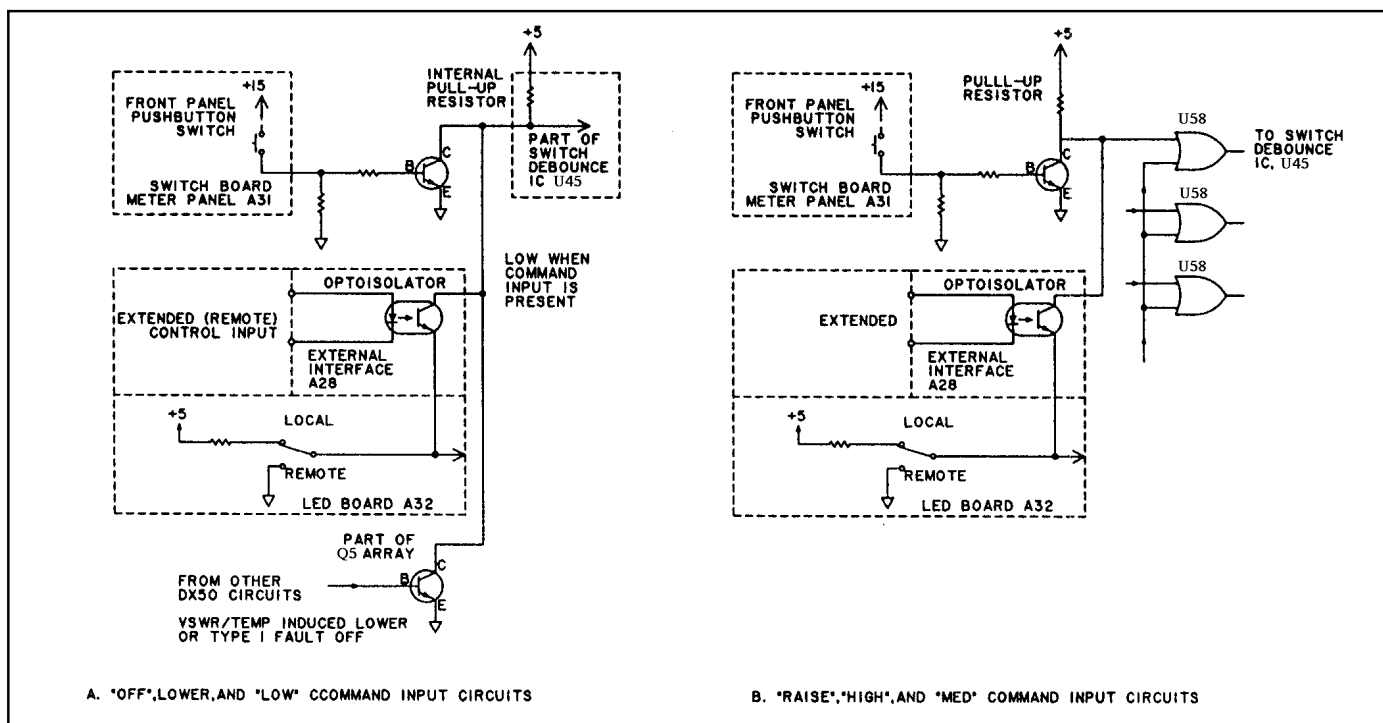 +5
INTERNAL
PULL-UP
RESISTOR
+15
FRONT PANEL
PUSHBUTTON
SWITCH
SWITCH BOARD
METER PANEL A31
B
C
E
PART OF
SWITCH
DEBOUNCE
IC U45
LOW WHEN
COMMAND
INPUT IS
PRESENT
OPTOISOLATOR
EXTENDED (REMOTE)
CONTROL INPUT
EXTERNAL
INTERFACE
A28
+5
LOCAL
REMOTE
LED BOARD A32
PART OF
Q5 ARRAY
C
B
E
FROM OTHER
DX50 CIRCUITS
VSWR/TEMP INDUCED LOWER
OR TYPE I FAULT OFF
A. "OFF",LOWER,AND "LOW" CCOMMAND INPUT CIRCUITS
+5
PULLL-UP
RESISTOR
+15
FRONT PANEL
PUSHBUTTON
SWITCH
SWITCH BOARD
METER PANEL A31
B
C
E
U58
TO SWITCH
DEBOUNCE
IC, U45
U58
U58
OPTOISOLATOR
EXTENDED
EXTERNAL
INTERFACE
A28
+5
LOCAL
REMOTE
LED BOARD A32
B. "RAISE","HIGH",AND "MED" COMMAND INPUT CIRCUITS